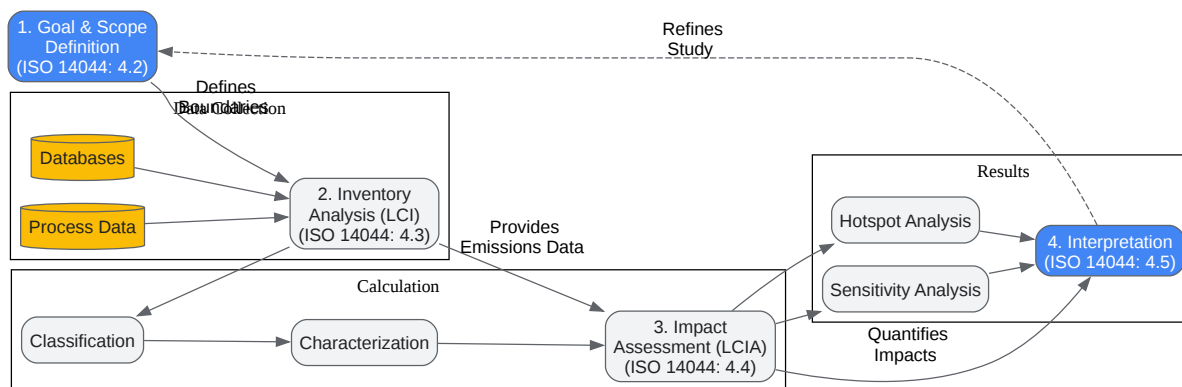 1. Goal & Scope
Definition
(ISO 14044: 4.2)
Refines
Study
Defines
Boundaries
Data Collection
Databases
Process Data
2. Inventory
Analysis (LCI)
(ISO 14044: 4.3)
Provides
Emissions Data
Calculation
Classification
Characterization
3. Impact
Assessment (LCIA)
(ISO 14044: 4.4)
Results
Hotspot Analysis
Sensitivity Analysis
4. Interpretation
(ISO 14044: 4.5)
Quantifies
Impacts